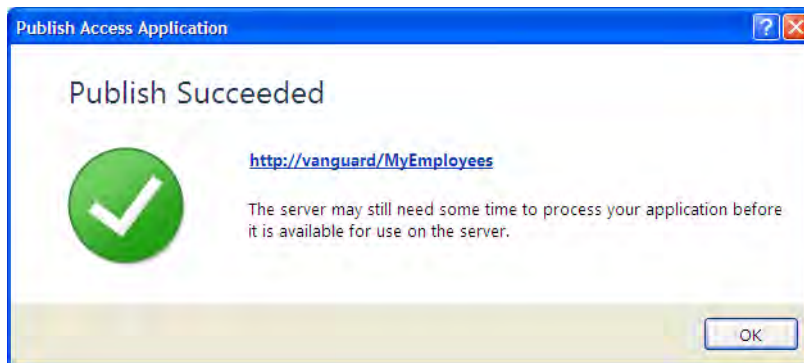 Publish Access Application
Publish Succeeded
http://vanguard/MyEmployees
The server may still need some time to process your application before
it is available for use on the server.
OK